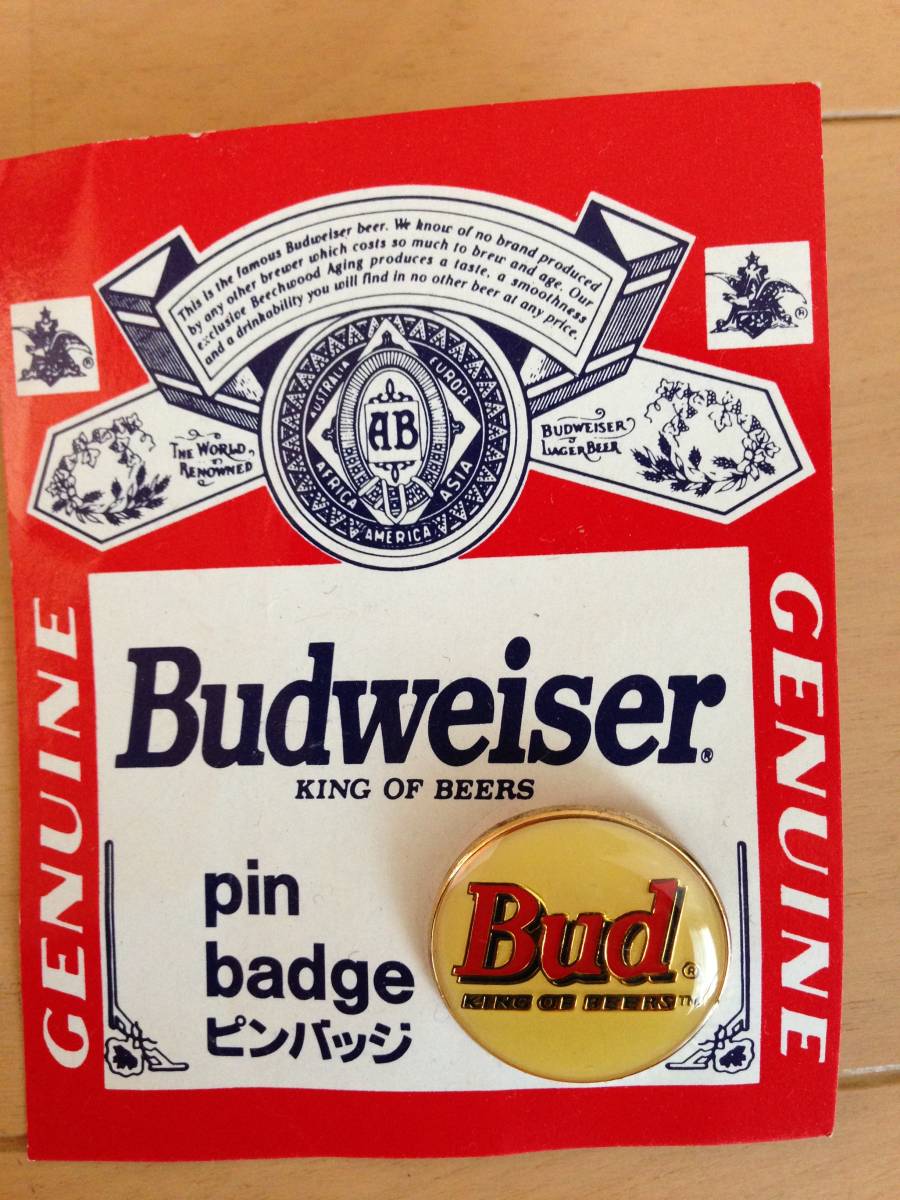 This is the famous Budweiser beer. We know of no brand produced
by any other brewer which costs so much to brew and age. Our
exclusive Beechwood Aging produces a taste, a smoothness
and a drinkability you will find in no other beer at any price.
®
®
AUSTRALIA
EUROPE
AB
AFRICA
ASIA
AMERICA
THE WORLD
RENOWNED
BUDWEISER
LAGER BEER
GENUINE
GENUINE
Budweiser®
KING OF BEERS
pin
badge
ピンバッジ
Bud®
KING OF BEERS™